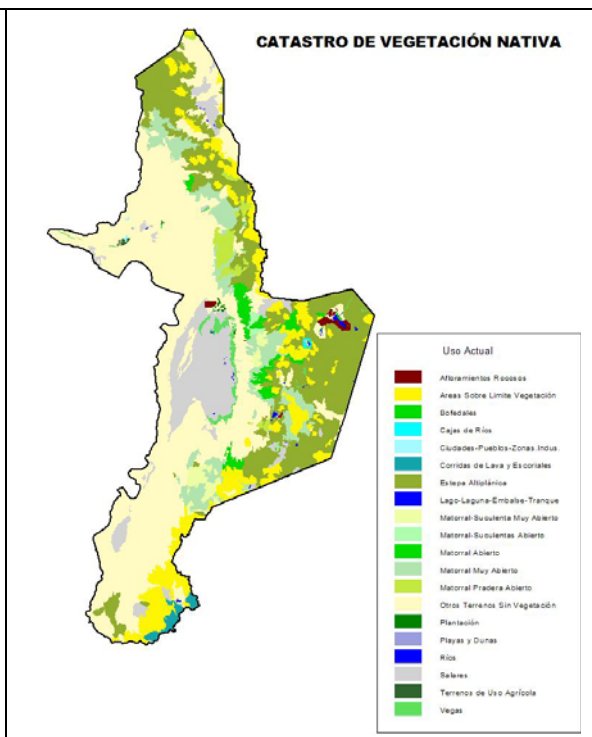 CATASTRO DE VEGETACIÓN NATIVA
Uso Actual
Afloramientos Rocosos
Areas Sobre Limite Vegetación
Bofedales
Cajas de Ríos
Ciudades-Pueblos-Zonas.Indus.
Corridas de Lava y Escoriales
Estepa Altiplánica
Lago-Laguna-Embalse-Tranque
Matorral-Suculenta Muy Abierto
Matorral-Suculentas Abierto
Matorral Abierto
Matorral Muy Abierto
Matorral Pradera Abierto
Otros Terrenos Sin Vegetación
Plantación
Playas y Dunas
Ríos
Salares
Terrenos de Uso Agrícola
Vegas